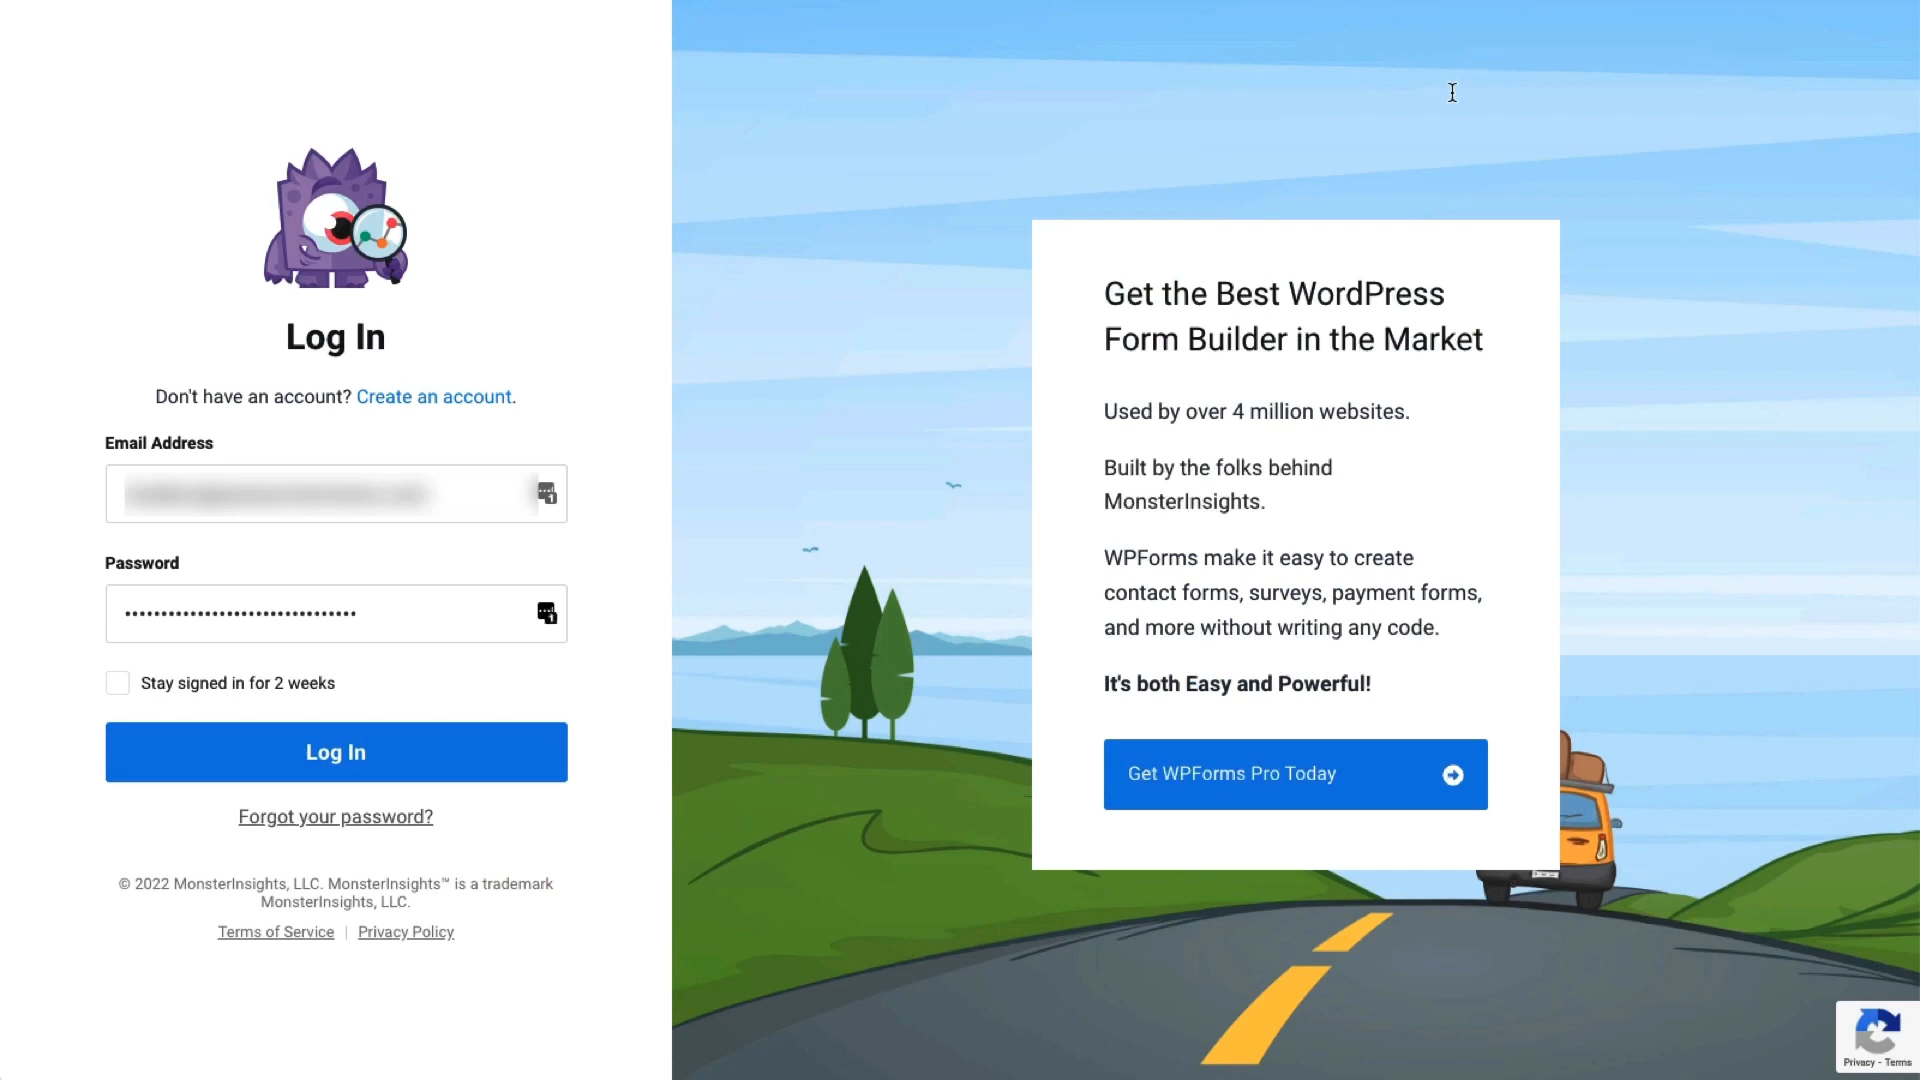 Log In
Don't have an account? Create an account.
Email Address
Password
Stay signed in for 2 weeks
Log In
Forgot your password?
© 2022 MonsterInsights, LLC. MonsterInsights™ is a trademark
MonsterInsights, LLC.
Terms of Service | Privacy Policy
Get the Best WordPress
Form Builder in the Market
Used by over 4 million websites.
Built by the folks behind
MonsterInsights.
WPForms make it easy to create
contact forms, surveys, payment forms,
and more without writing any code.
It's both Easy and Powerful!
Get WPForms Pro Today
Privacy - Terms